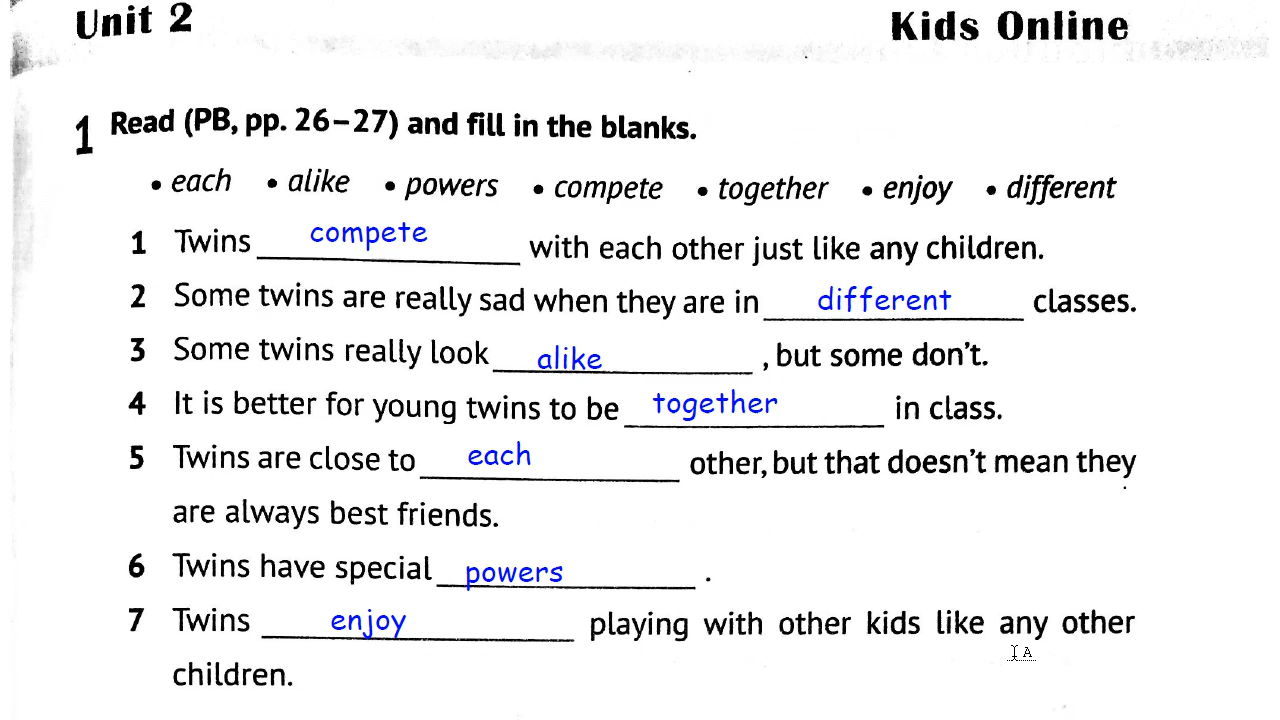 Unit 2 Kids Online
1 Read (PB, pp. 26–27) and fill in the blanks.
• each • alike • powers • compete • together • enjoy • different
1 Twins compete with each other just like any children.
2 Some twins are really sad when they are in different classes.
3 Some twins really look alike , but some don't.
4 It is better for young twins to be together in class.
5 Twins are close to each other, but that doesn't mean they
are always best friends.
6 Twins have special powers .
7 Twins enjoy playing with other kids like any other
children.
A